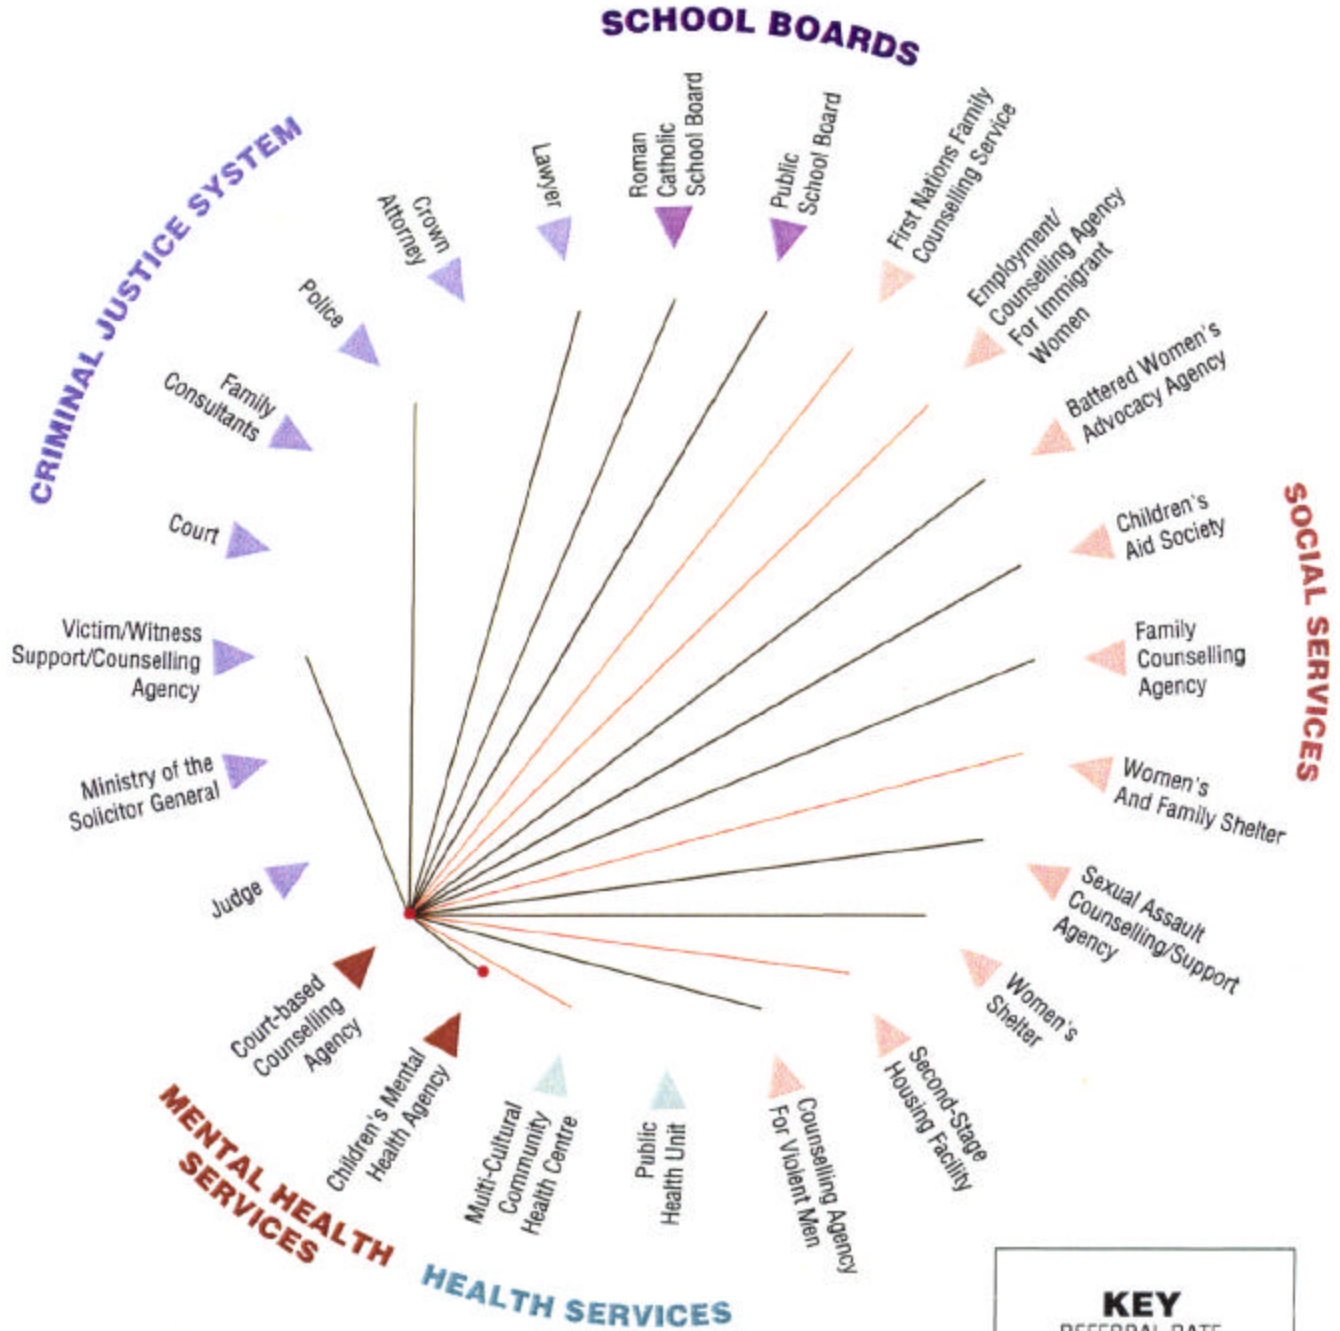 SCHOOL BOARDS
CRIMINAL JUSTICE SYSTEM
Lawyer
Roman
Catholic
School Board
Public
School Board
First Nations Family
Counselling Service
Employment/
Counselling Agency
For Immigrant
Women
Battered Women's
Advocacy Agency
Crown
Attorney
Police
Family
Consultants
Court
Victim/Witness
Support/Counselling
Agency
Ministry of the
Solicitor General
Judge
Children's
Aid Society
SOCIAL SERVICES
Family
Counselling
Agency
Women's
And Family Shelter
Sexual Assault
Counselling/Support
Agency
Women's
Shelter
Second-Stage
Housing Facility
Counselling Agency
For Violent Men
Public
Health Unit
Multi-Cultural
Community
Health Centre
Children's Mental
Health Agency
Court-based
Counselling
Agency
MENTAL HEALTH
SERVICES
HEALTH SERVICES
KEY
REFERRAL RATE